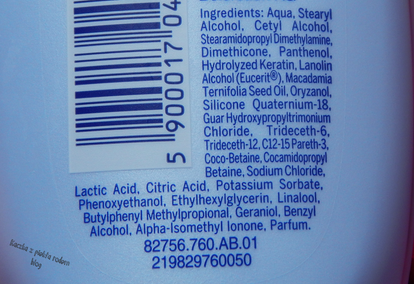 Ingredients: Aqua, Stearyl
Alcohol, Cetyl Alcohol,
Stearamidopropyl Dimethylamine,
Dimethicone, Panthenol,
Hydrolyzed Keratin, Lanolin
Alcohol (Eucerit®), Macadamia
Ternifolia Seed Oil, Oryzanol,
Silicone Quaternium-18,
Guar Hydroxypropyltrimonium
Chloride, Trideceth-6,
Trideceth-12, C12-15 Pareth-3,
Coco-Betaine, Cocamidopropyl
Betaine, Sodium Chloride,
Lactic Acid, Citric Acid, Potassium Sorbate,
Phenoxyethanol, Ethylhexylglycerin, Linalool,
Butylphenyl Methylpropional, Geraniol, Benzyl
Alcohol, Alpha-Isomethyl Ionone, Parfum.
82756.760.AB.01
219829760050
5 900017 04
blog